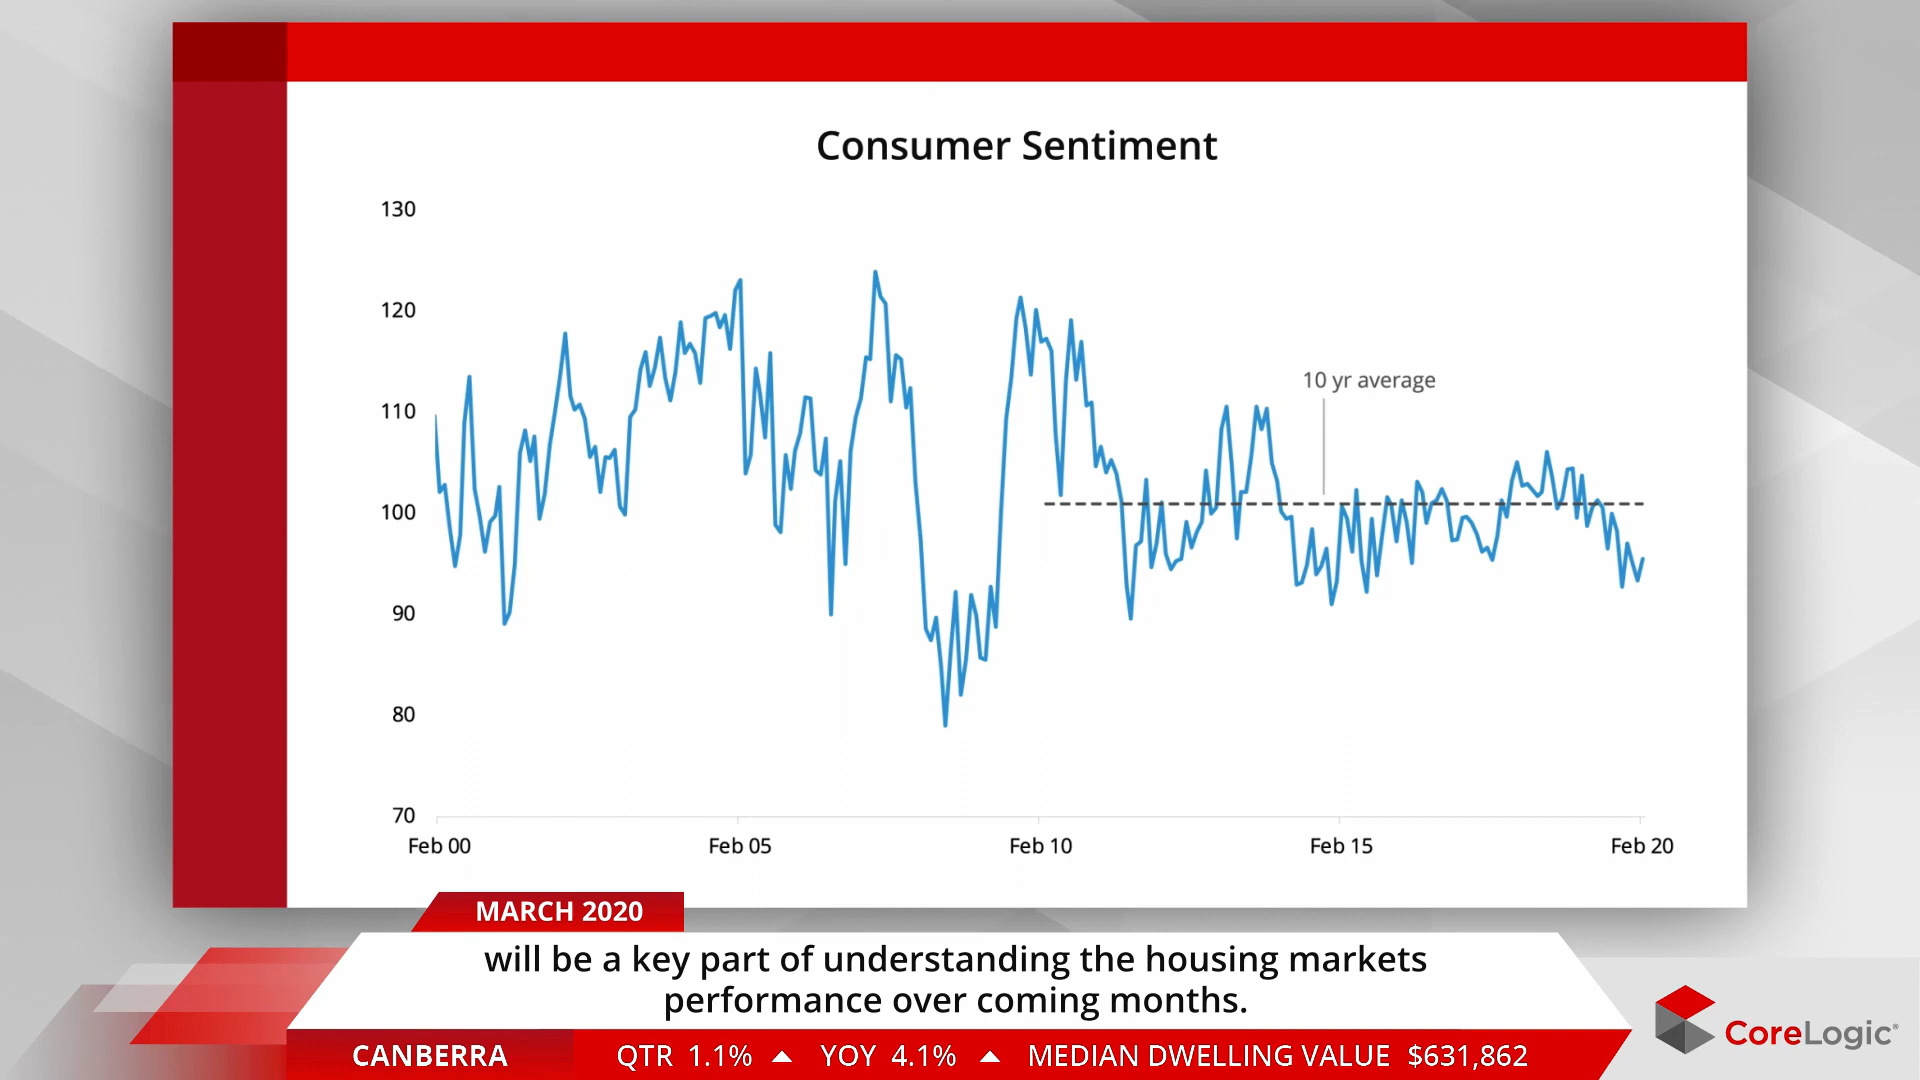 Consumer Sentiment
130
120
110
100
90
80
70
10 yr average
Feb 00
Feb 05
Feb 10
Feb 15
Feb 20
MARCH 2020
will be a key part of understanding the housing markets
performance over coming months.
CANBERRA QTR 1.1% ▲ YOY 4.1% ▲ MEDIAN DWELLING VALUE $631,862
CoreLogic®